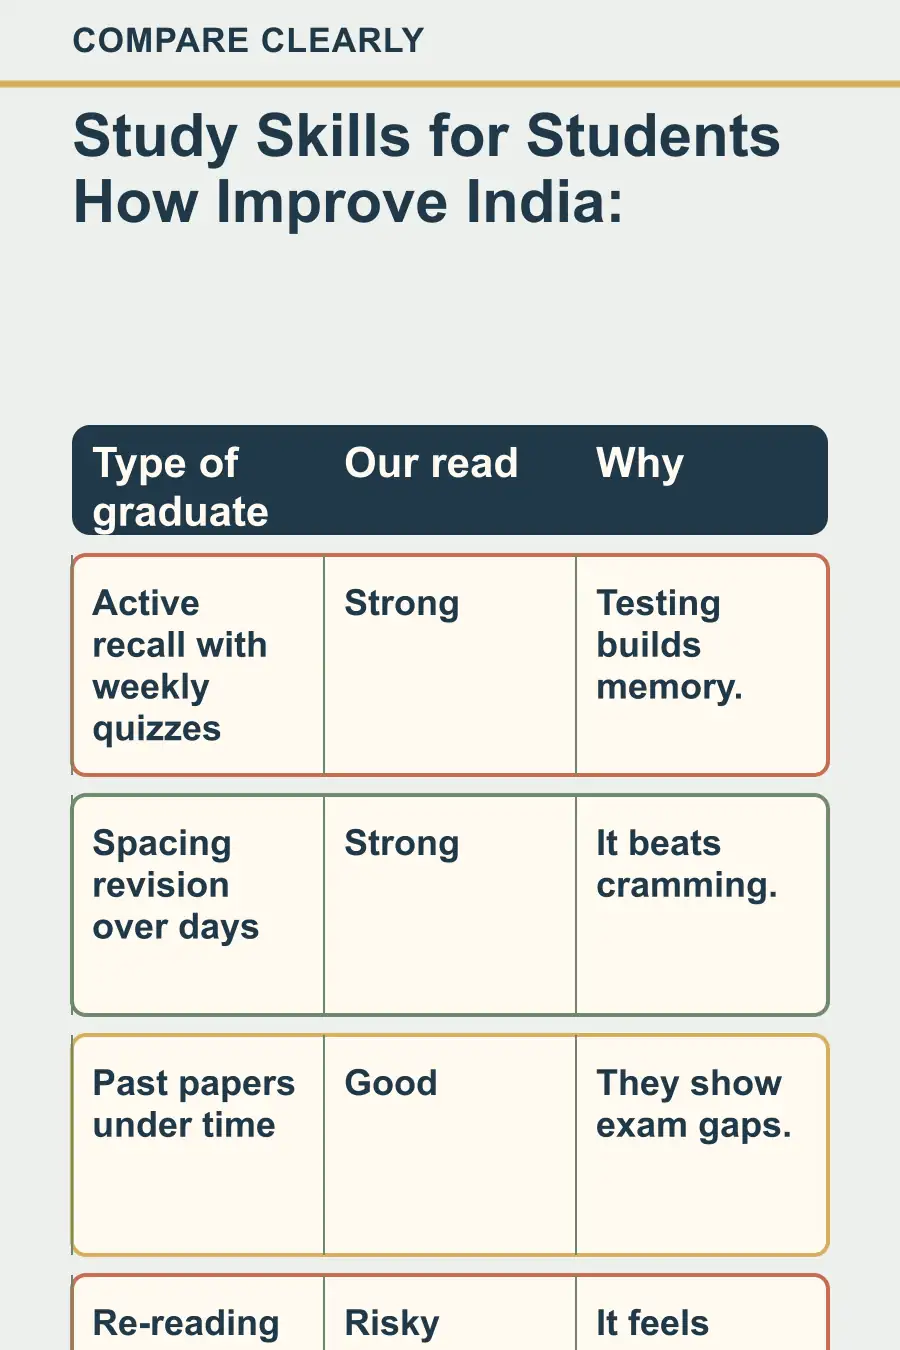 COMPARE CLEARLY
Study Skills for Students
How Improve India:
Type of graduate	Our read	Why
Active recall with weekly quizzes	Strong	Testing builds memory.
Spacing revision over days	Strong	It beats cramming.
Past papers under time	Good	They show exam gaps.
Re-reading	Risky	It feels